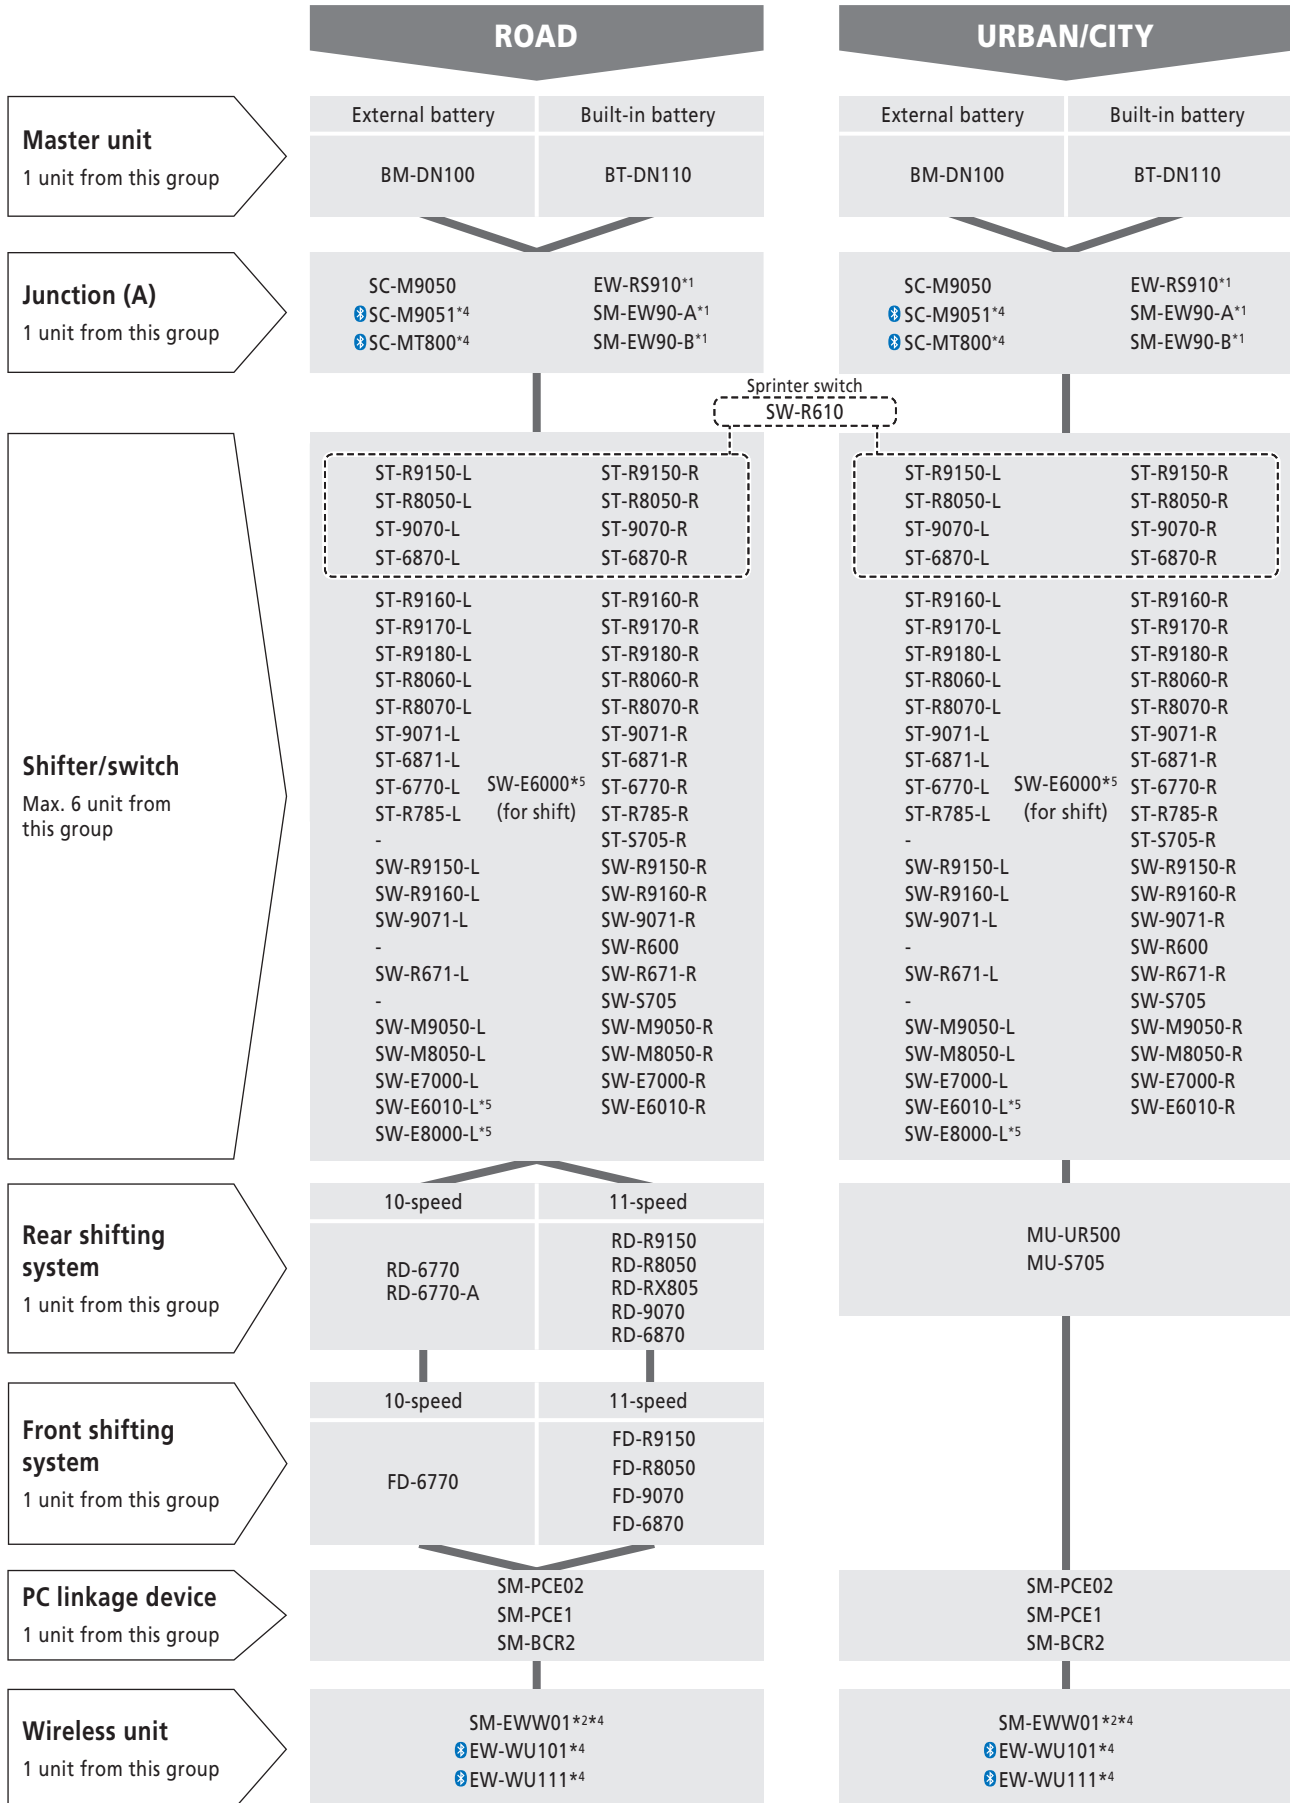 ROAD
URBAN/CITY
Master unit
1 unit from this group
External battery
Built-in battery
BM-DN100
BT-DN110
External battery
Built-in battery
BM-DN100
BT-DN110
Junction (A)
1 unit from this group
SC-M9050
SC-M9051*4
SC-MT800*4
EW-RS910*1
SM-EW90-A*1
SM-EW90-B*1
SC-M9050
SC-M9051*4
SC-MT800*4
EW-RS910*1
SM-EW90-A*1
SM-EW90-B*1
Sprinter switch
SW-R610
Shifter/switch
Max. 6 unit from
this group
ST-R9150-L
ST-R8050-L
ST-9070-L
ST-6870-L
ST-R9160-L
ST-R9170-L
ST-R9180-L
ST-R8060-L
ST-R8070-L
ST-9071-L
ST-6871-L
ST-6770-L
ST-R785-L
-
SW-R9150-L
SW-R9160-L
SW-9071-L
-
SW-R671-L
-
SW-M9050-L
SW-M8050-L
SW-E7000-L
SW-E6010-L*5
SW-E8000-L*5
SW-E6000*5
(for shift)
ST-R9150-R
ST-R8050-R
ST-9070-R
ST-6870-R
ST-R9160-R
ST-R9170-R
ST-R9180-R
ST-R8060-R
ST-R8070-R
ST-9071-R
ST-6871-R
ST-6770-R
ST-R785-R
ST-S705-R
SW-R9150-R
SW-R9160-R
SW-9071-R
SW-R600
SW-R671-R
SW-S705
SW-M9050-R
SW-M8050-R
SW-E7000-R
SW-E6010-R
ST-R9150-L
ST-R8050-L
ST-9070-L
ST-6870-L
ST-R9160-L
ST-R9170-L
ST-R9180-L
ST-R8060-L
ST-R8070-L
ST-9071-L
ST-6871-L
ST-6770-L
ST-R785-L
-
SW-R9150-L
SW-R9160-L
SW-9071-L
-
SW-R671-L
-
SW-M9050-L
SW-M8050-L
SW-E7000-L
SW-E6010-L*5
SW-E8000-L*5
SW-E6000*5
(for shift)
ST-R9150-R
ST-R8050-R
ST-9070-R
ST-6870-R
ST-R9160-R
ST-R9170-R
ST-R9180-R
ST-R8060-R
ST-R8070-R
ST-9071-R
ST-6871-R
ST-6770-R
ST-R785-R
ST-S705-R
SW-R9150-R
SW-R9160-R
SW-9071-R
SW-R600
SW-R671-R
SW-S705
SW-M9050-R
SW-M8050-R
SW-E7000-R
SW-E6010-R
Rear shifting
system
1 unit from this group
10-speed
RD-6770
RD-6770-A
11-speed
RD-R9150
RD-R8050
RD-RX805
RD-9070
RD-6870
MU-UR500
MU-S705
Front shifting
system
1 unit from this group
10-speed
FD-6770
11-speed
FD-R9150
FD-R8050
FD-9070
FD-6870
PC linkage device
1 unit from this group
SM-PCE02
SM-PCE1
SM-BCR2
SM-PCE02
SM-PCE1
SM-BCR2
Wireless unit
1 unit from this group
SM-EWW01*2*4
EW-WU101*4
EW-WU111*4
SM-EWW01*2*4
EW-WU101*4
EW-WU111*4